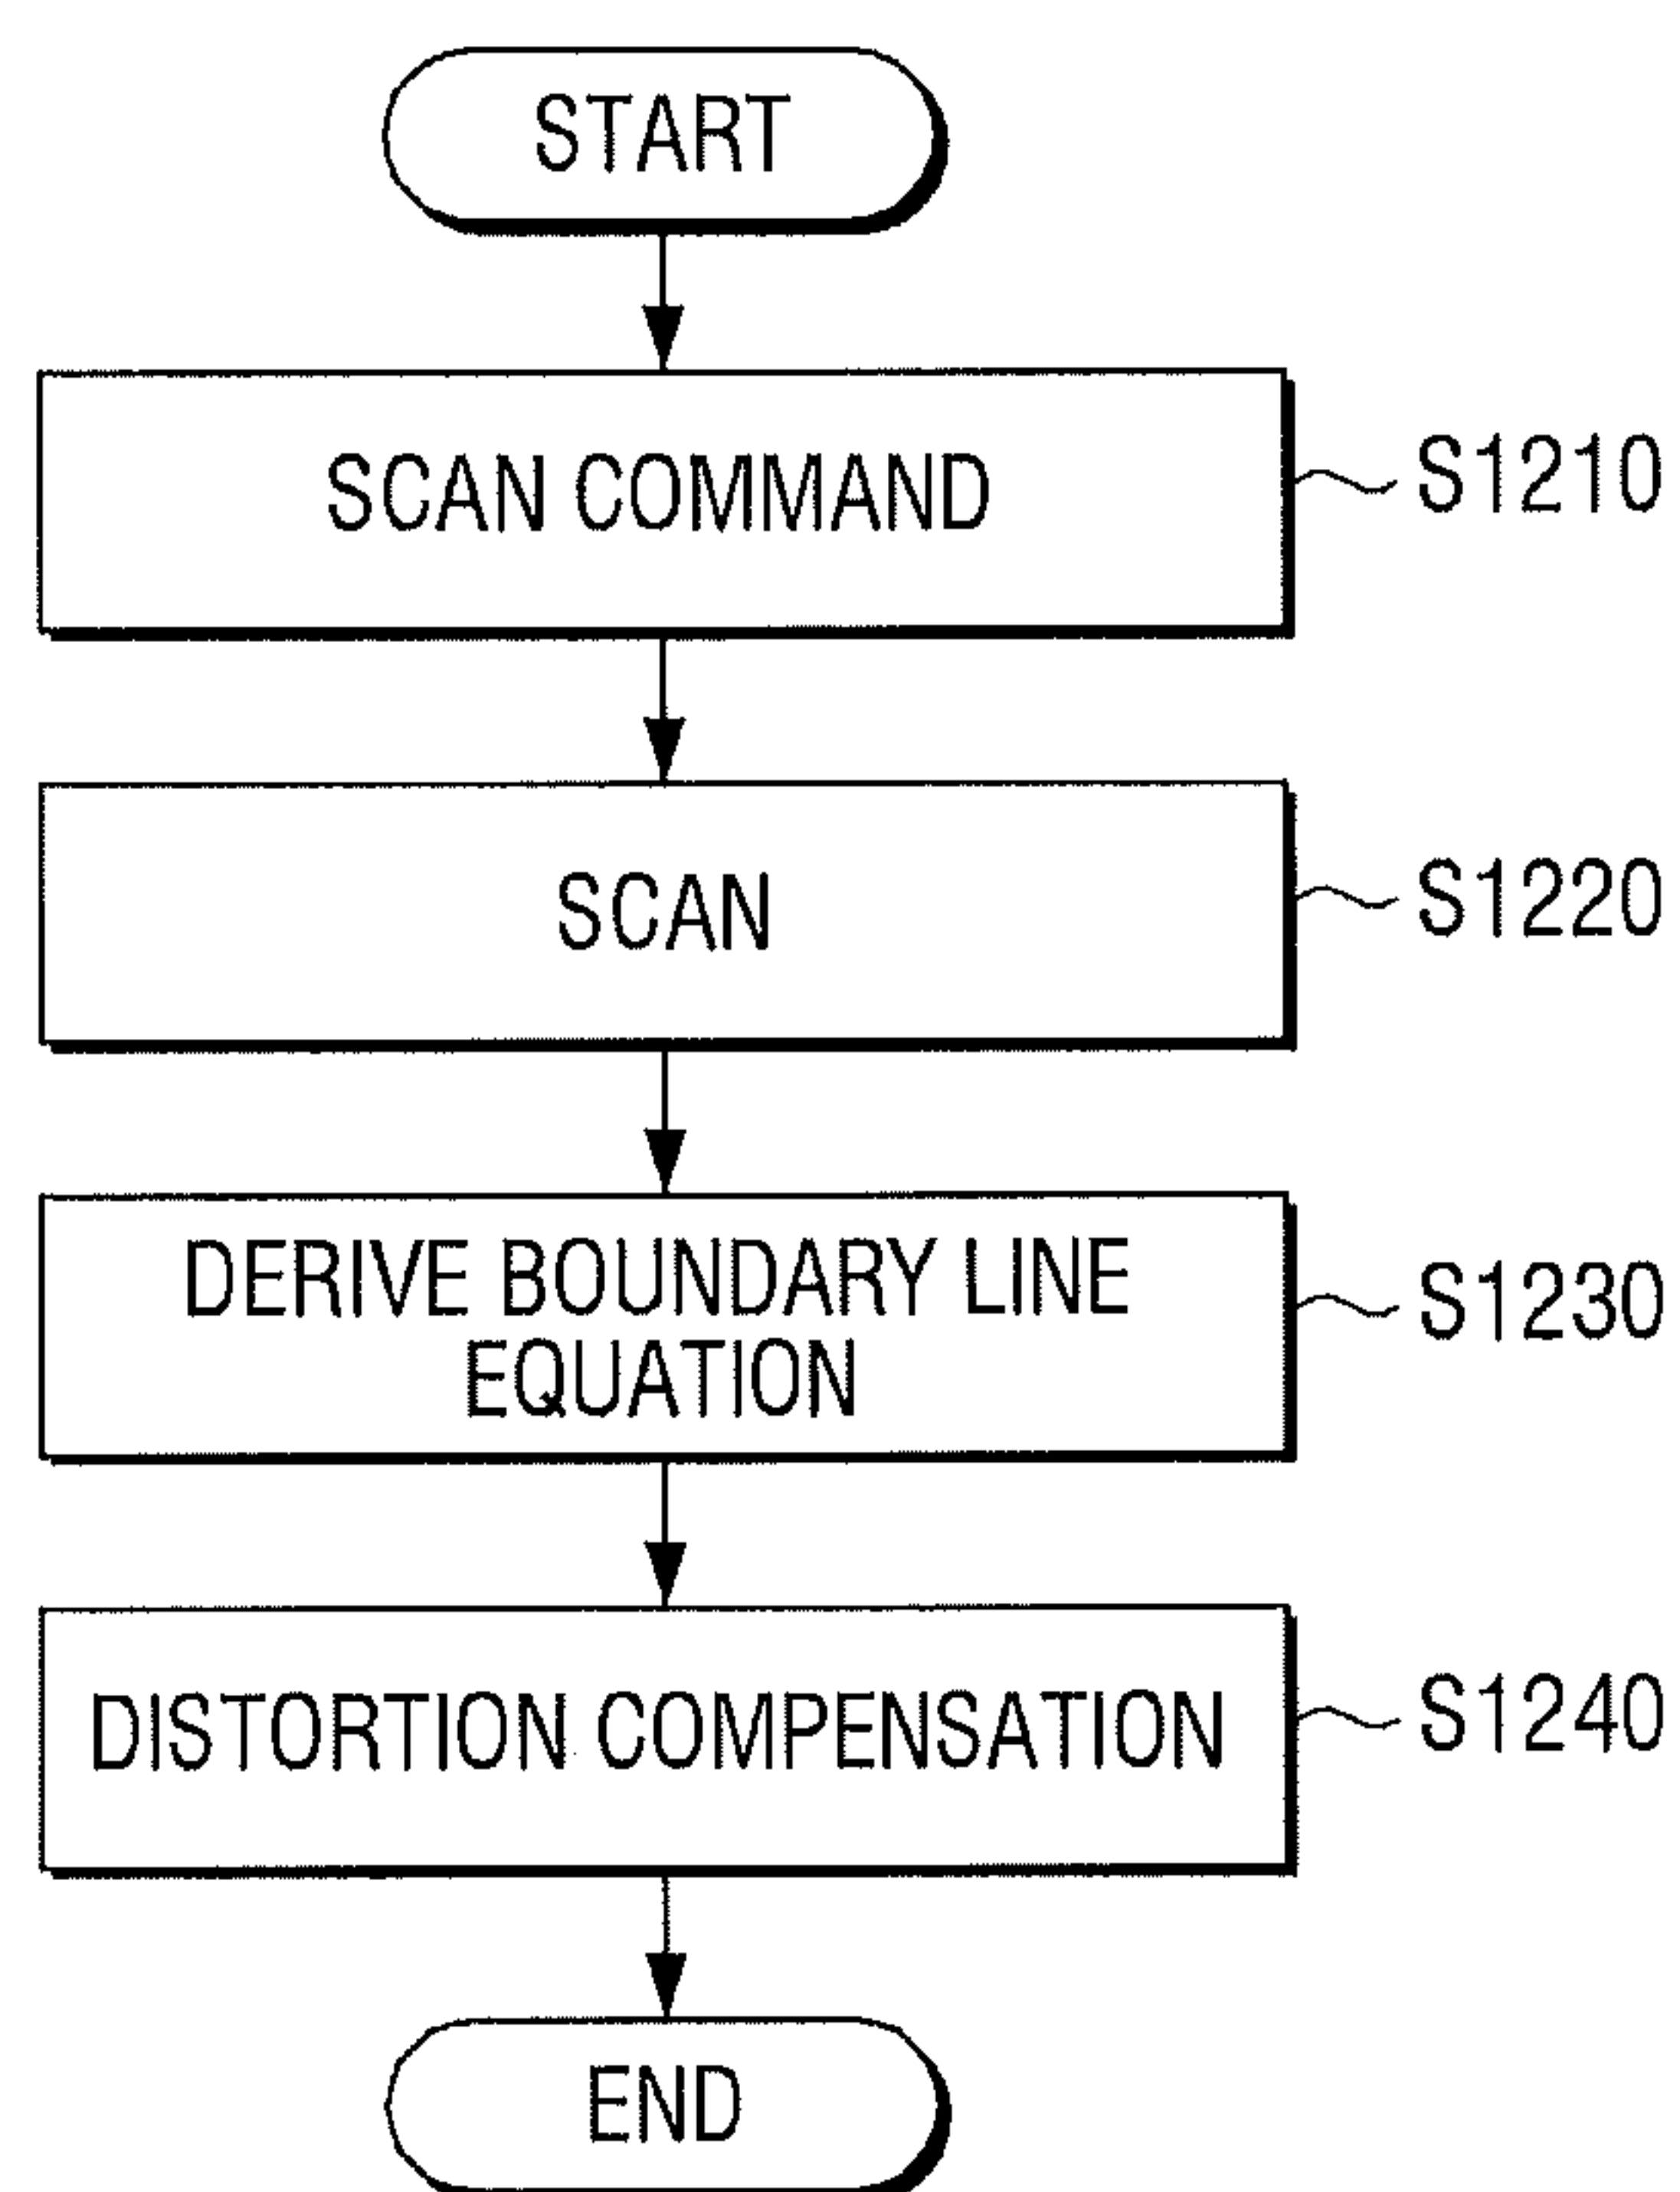 START
SCAN COMMAND
S1210
SCAN
S1220
DERIVE BOUNDARY LINE
EQUATION
S1230
DISTORTION COMPENSATION
S1240
END